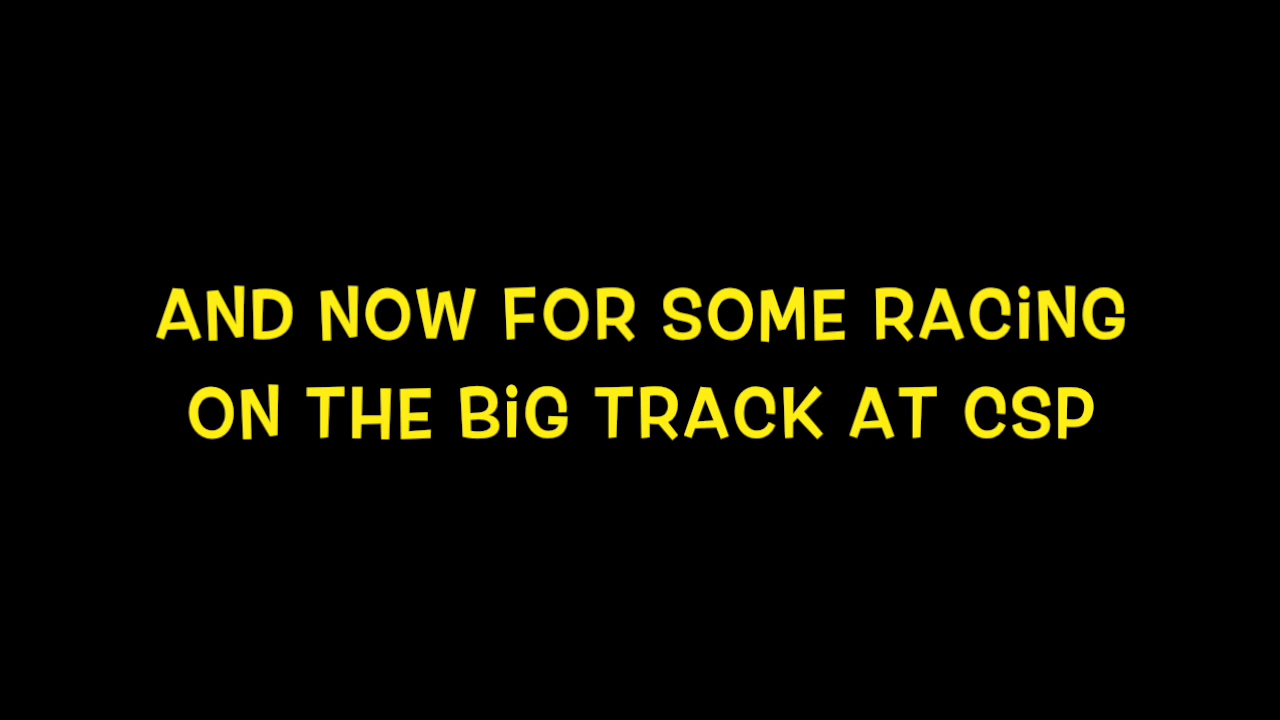 AND NOW FOR SOME RACiNG
ON THE BiG TRACK AT CSP